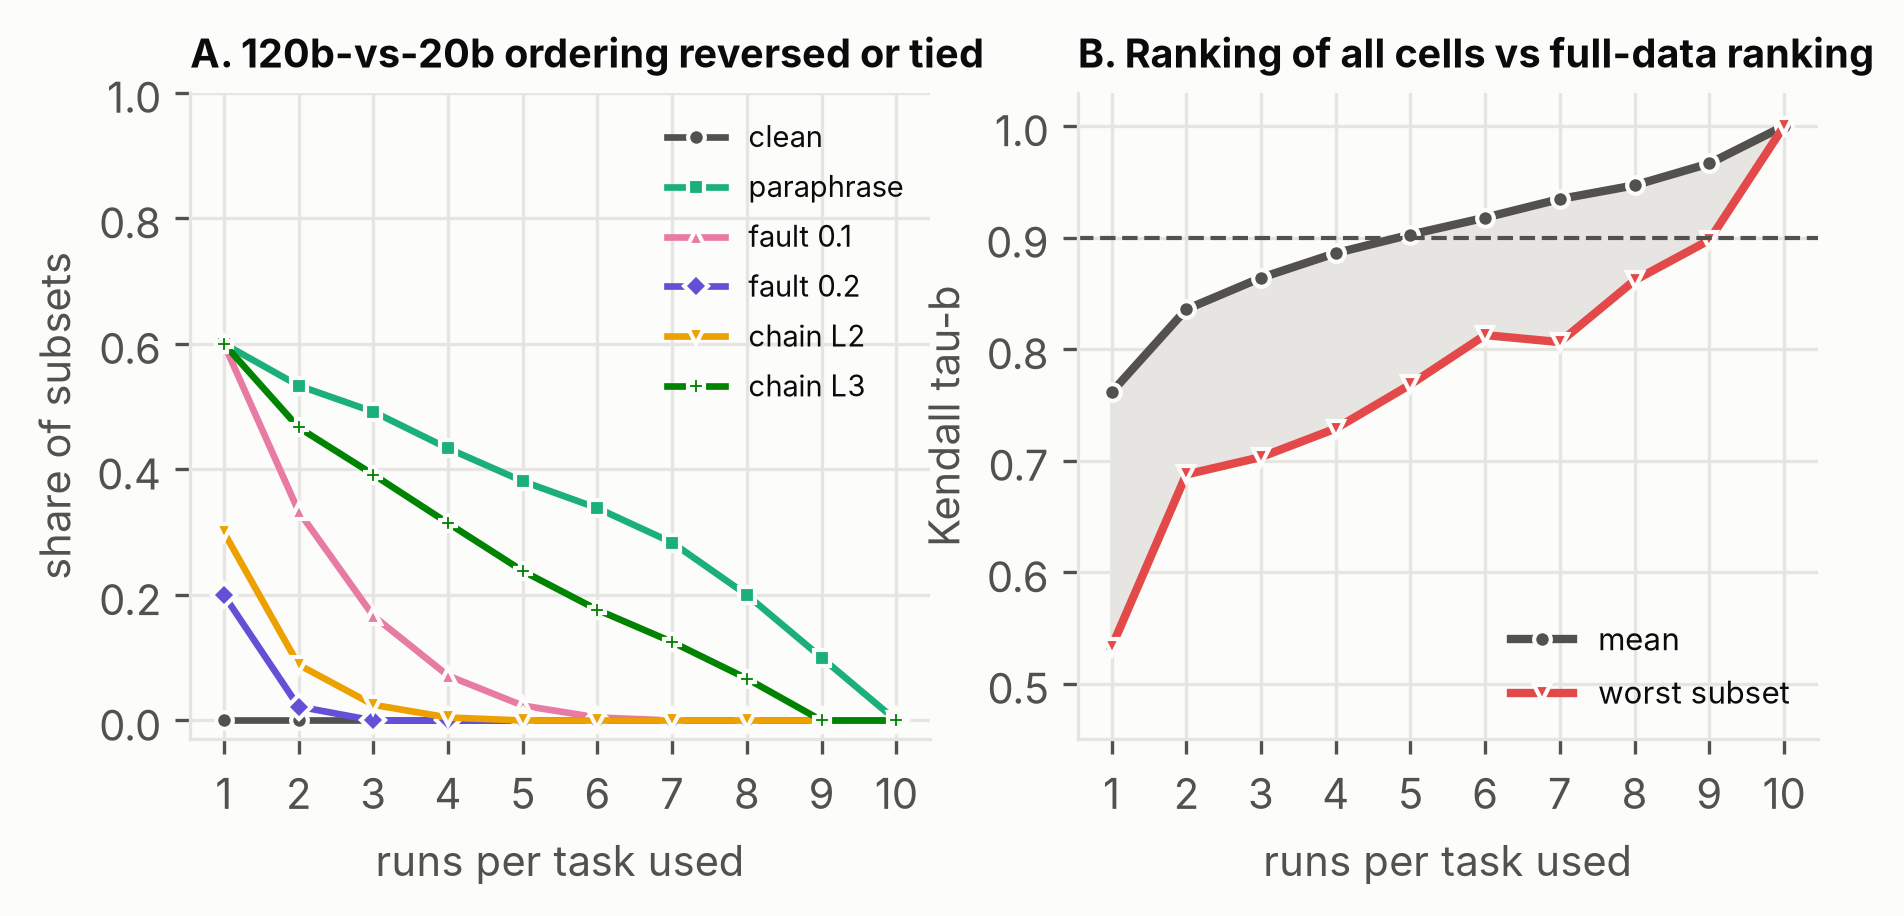 A. 120b-vs-20b ordering reversed or tied
share of subsets
1.0
0.8
0.6
0.4
0.2
0.0
clean
paraphrase
fault 0.1
fault 0.2
chain L2
chain L3
1 2 3 4 5 6 7 8 9 10
runs per task used
B. Ranking of all cells vs full-data ranking
Kendall tau-b
1.0
0.9
0.8
0.7
0.6
0.5
mean
worst subset
1 2 3 4 5 6 7 8 9 10
runs per task used